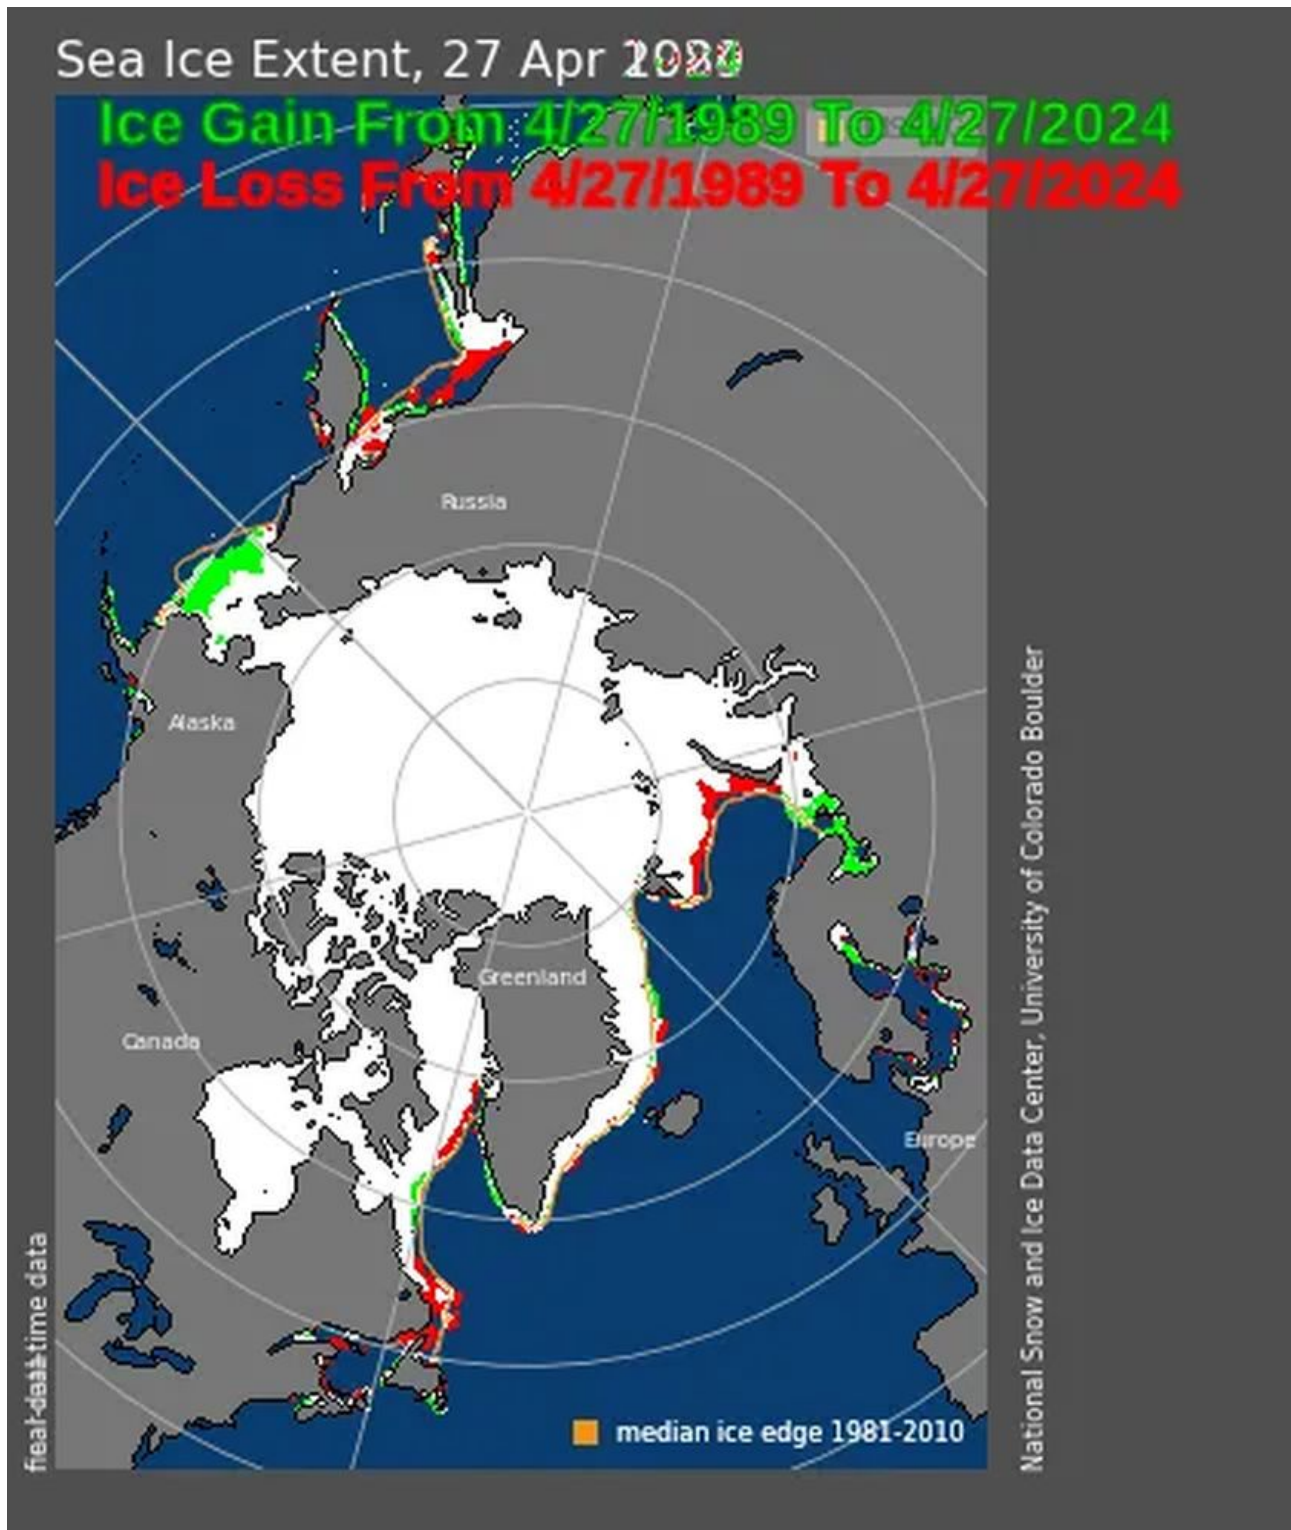 Sea Ice Extent, 27 Apr
Ice Gain From 4/27/1989 To 4/27/2024
Ice Loss From 4/27/1989 To 4/27/2024
Russia
Alaska
Greenland
Canada
Europe
median ice edge 1981-2010
time data
National Snow and Ice Data Center, University of Colorado Boulder